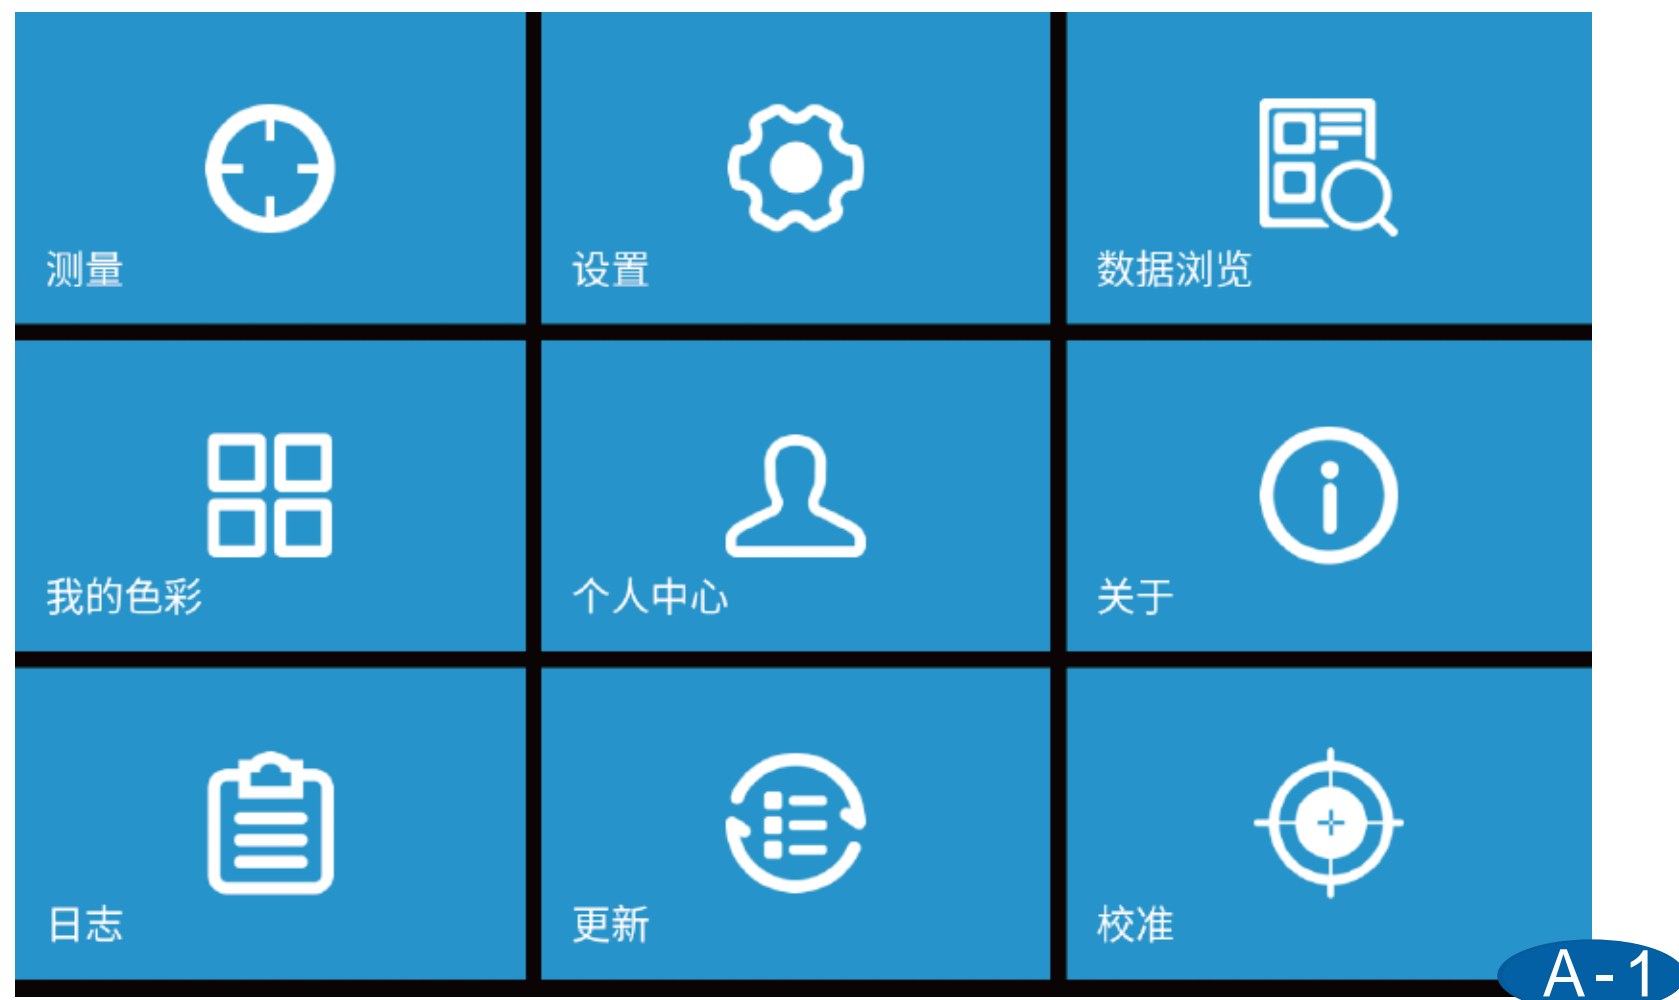 测量
设置
数据浏览
我的色彩
个人中心
关于
日志
更新
校准
A-1